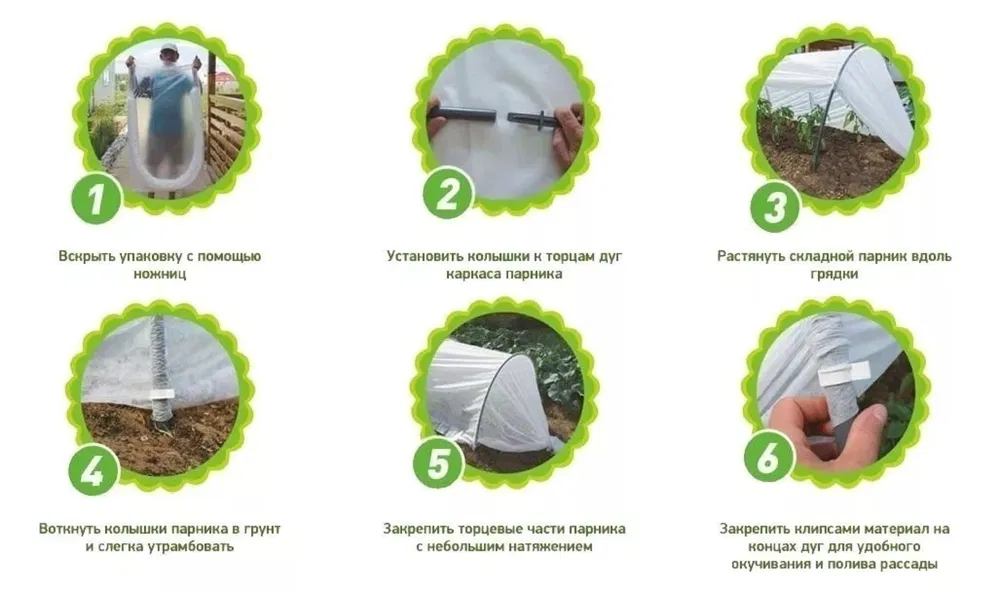 1
Вскрыть упаковку с помощью
ножниц
2
Установить колышки к торцам дуг
каркаса парника
3
Растянуть складной парник вдоль
грядки
4
Воткнуть колышки парника в грунт
и слегка утрамбовать
5
Закрепить торцевые части парника
с небольшим натяжением
6
Закрепить клипсами материал на
концах дуг для удобного
окучивания и полива рассады